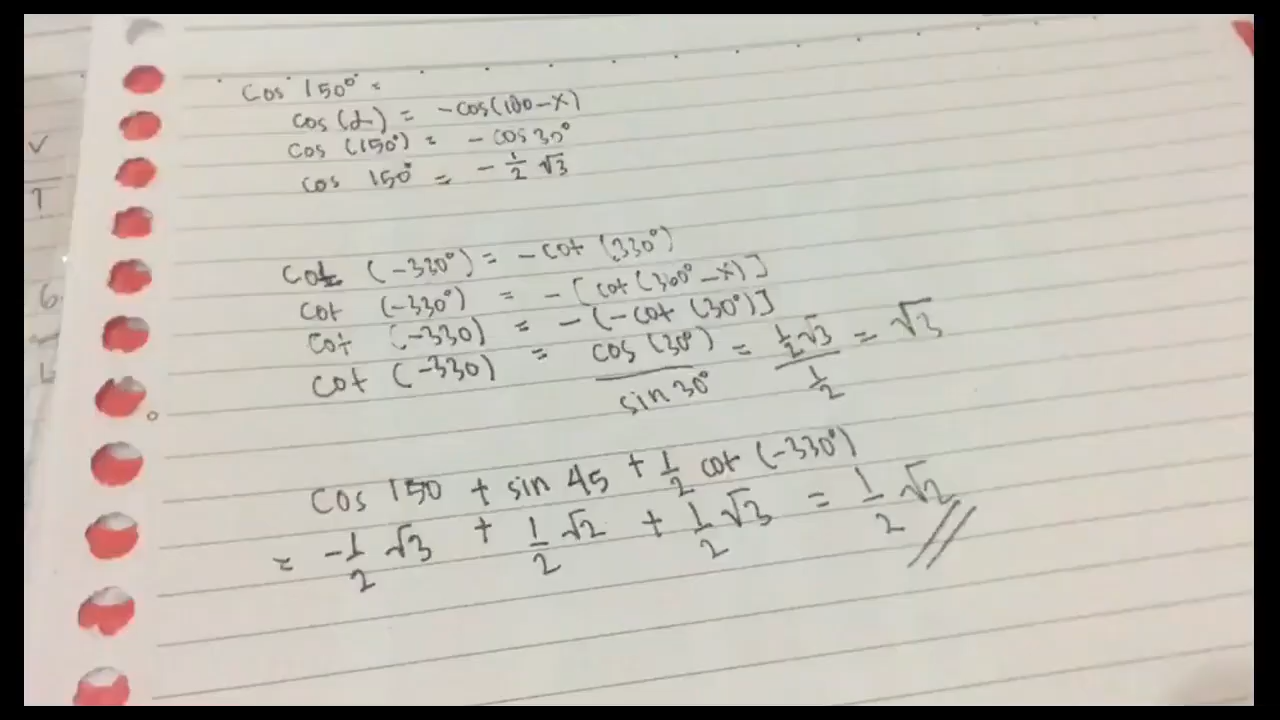 cos 150° =
cos (α) = -cos(180-x)
cos (150°) = - cos 30°
cos 150° = - 1/2 √3
cot (-330°) = -cot (330°)
cot (-330°) = -[cot(360°-x)]
cot (-330) = -(-cot (30°)]
cot (-330) = cos (30°)/sin 30° = 1/2 √3 / 1/2 = √3
cos 150 + sin 45 + 1/2 cot (-330°)
= -1/2 √3 + 1/2 √2 + 1/2 √3 = 1/2 √2 //